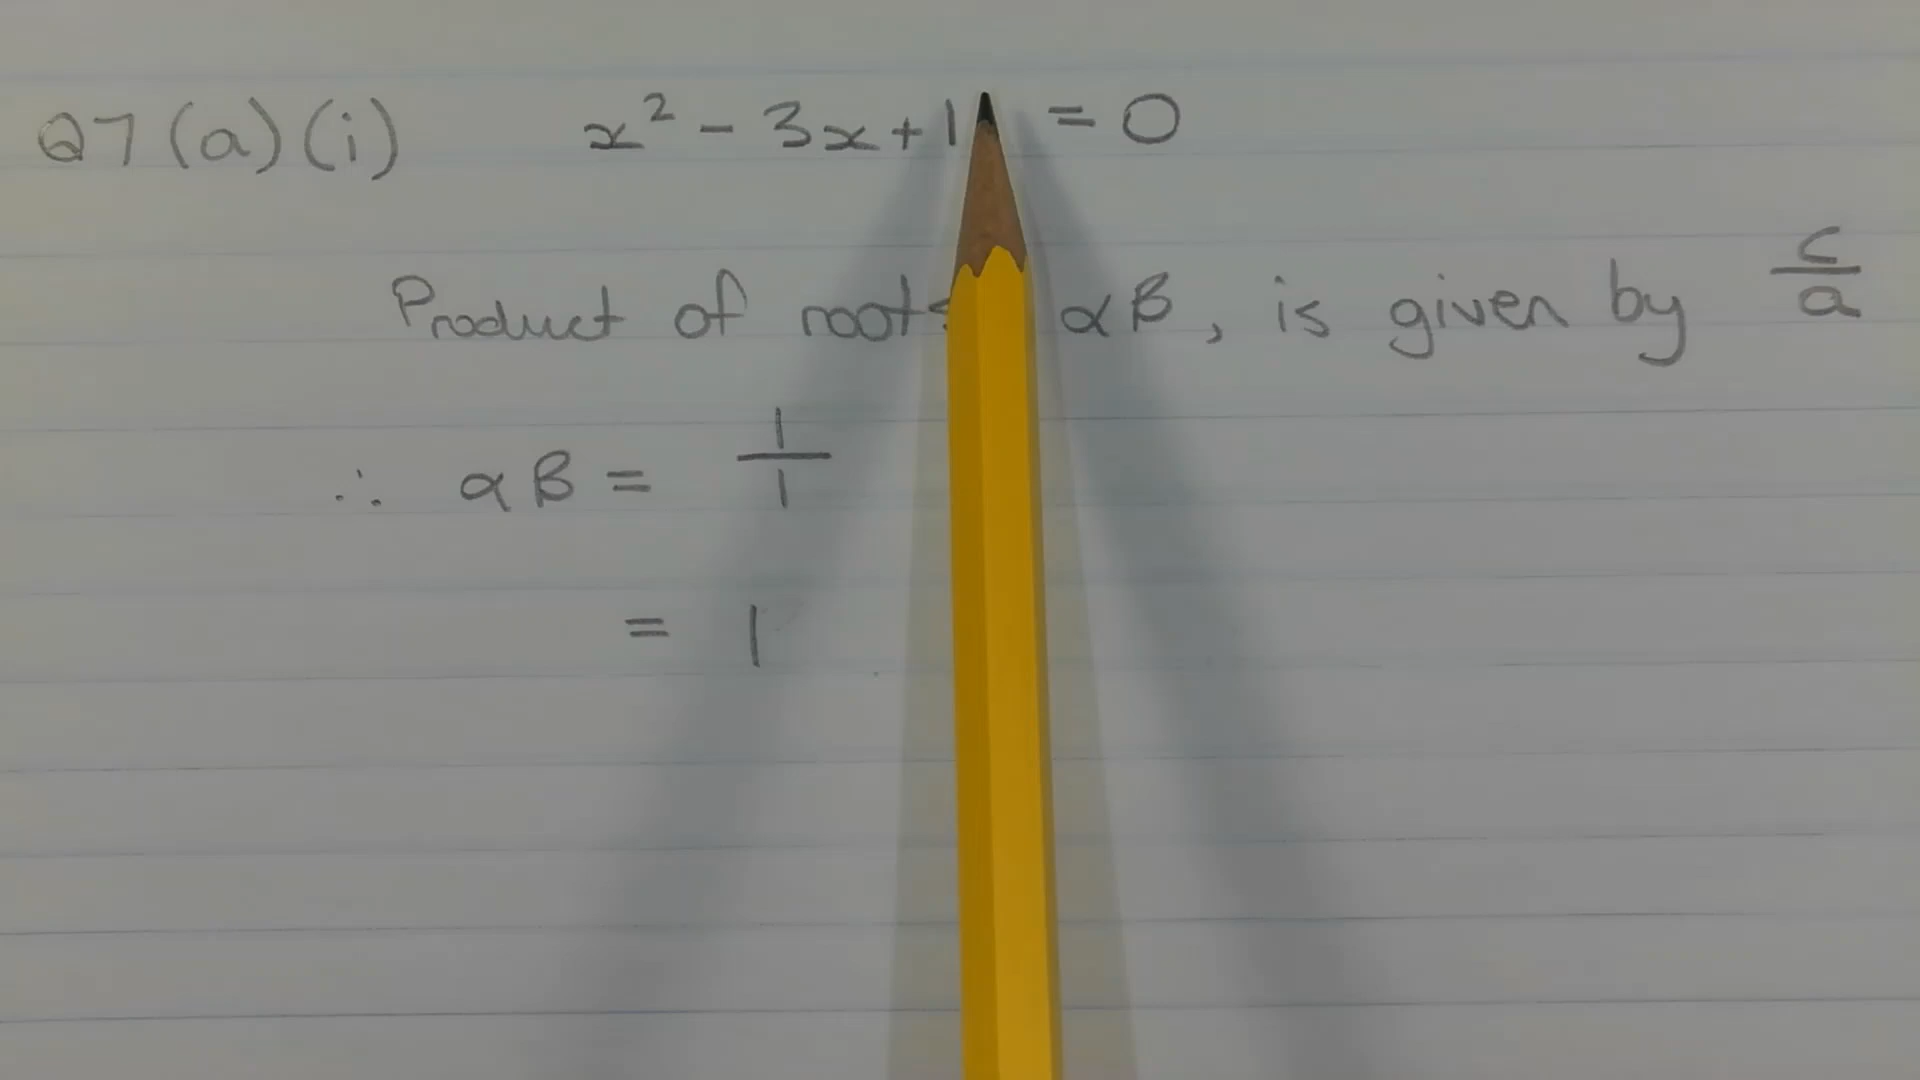 Q7 (a) (i) x² - 3x + 1 = 0
Product of roots αβ, is given by c/a
∴ αβ = 1/1
= 1